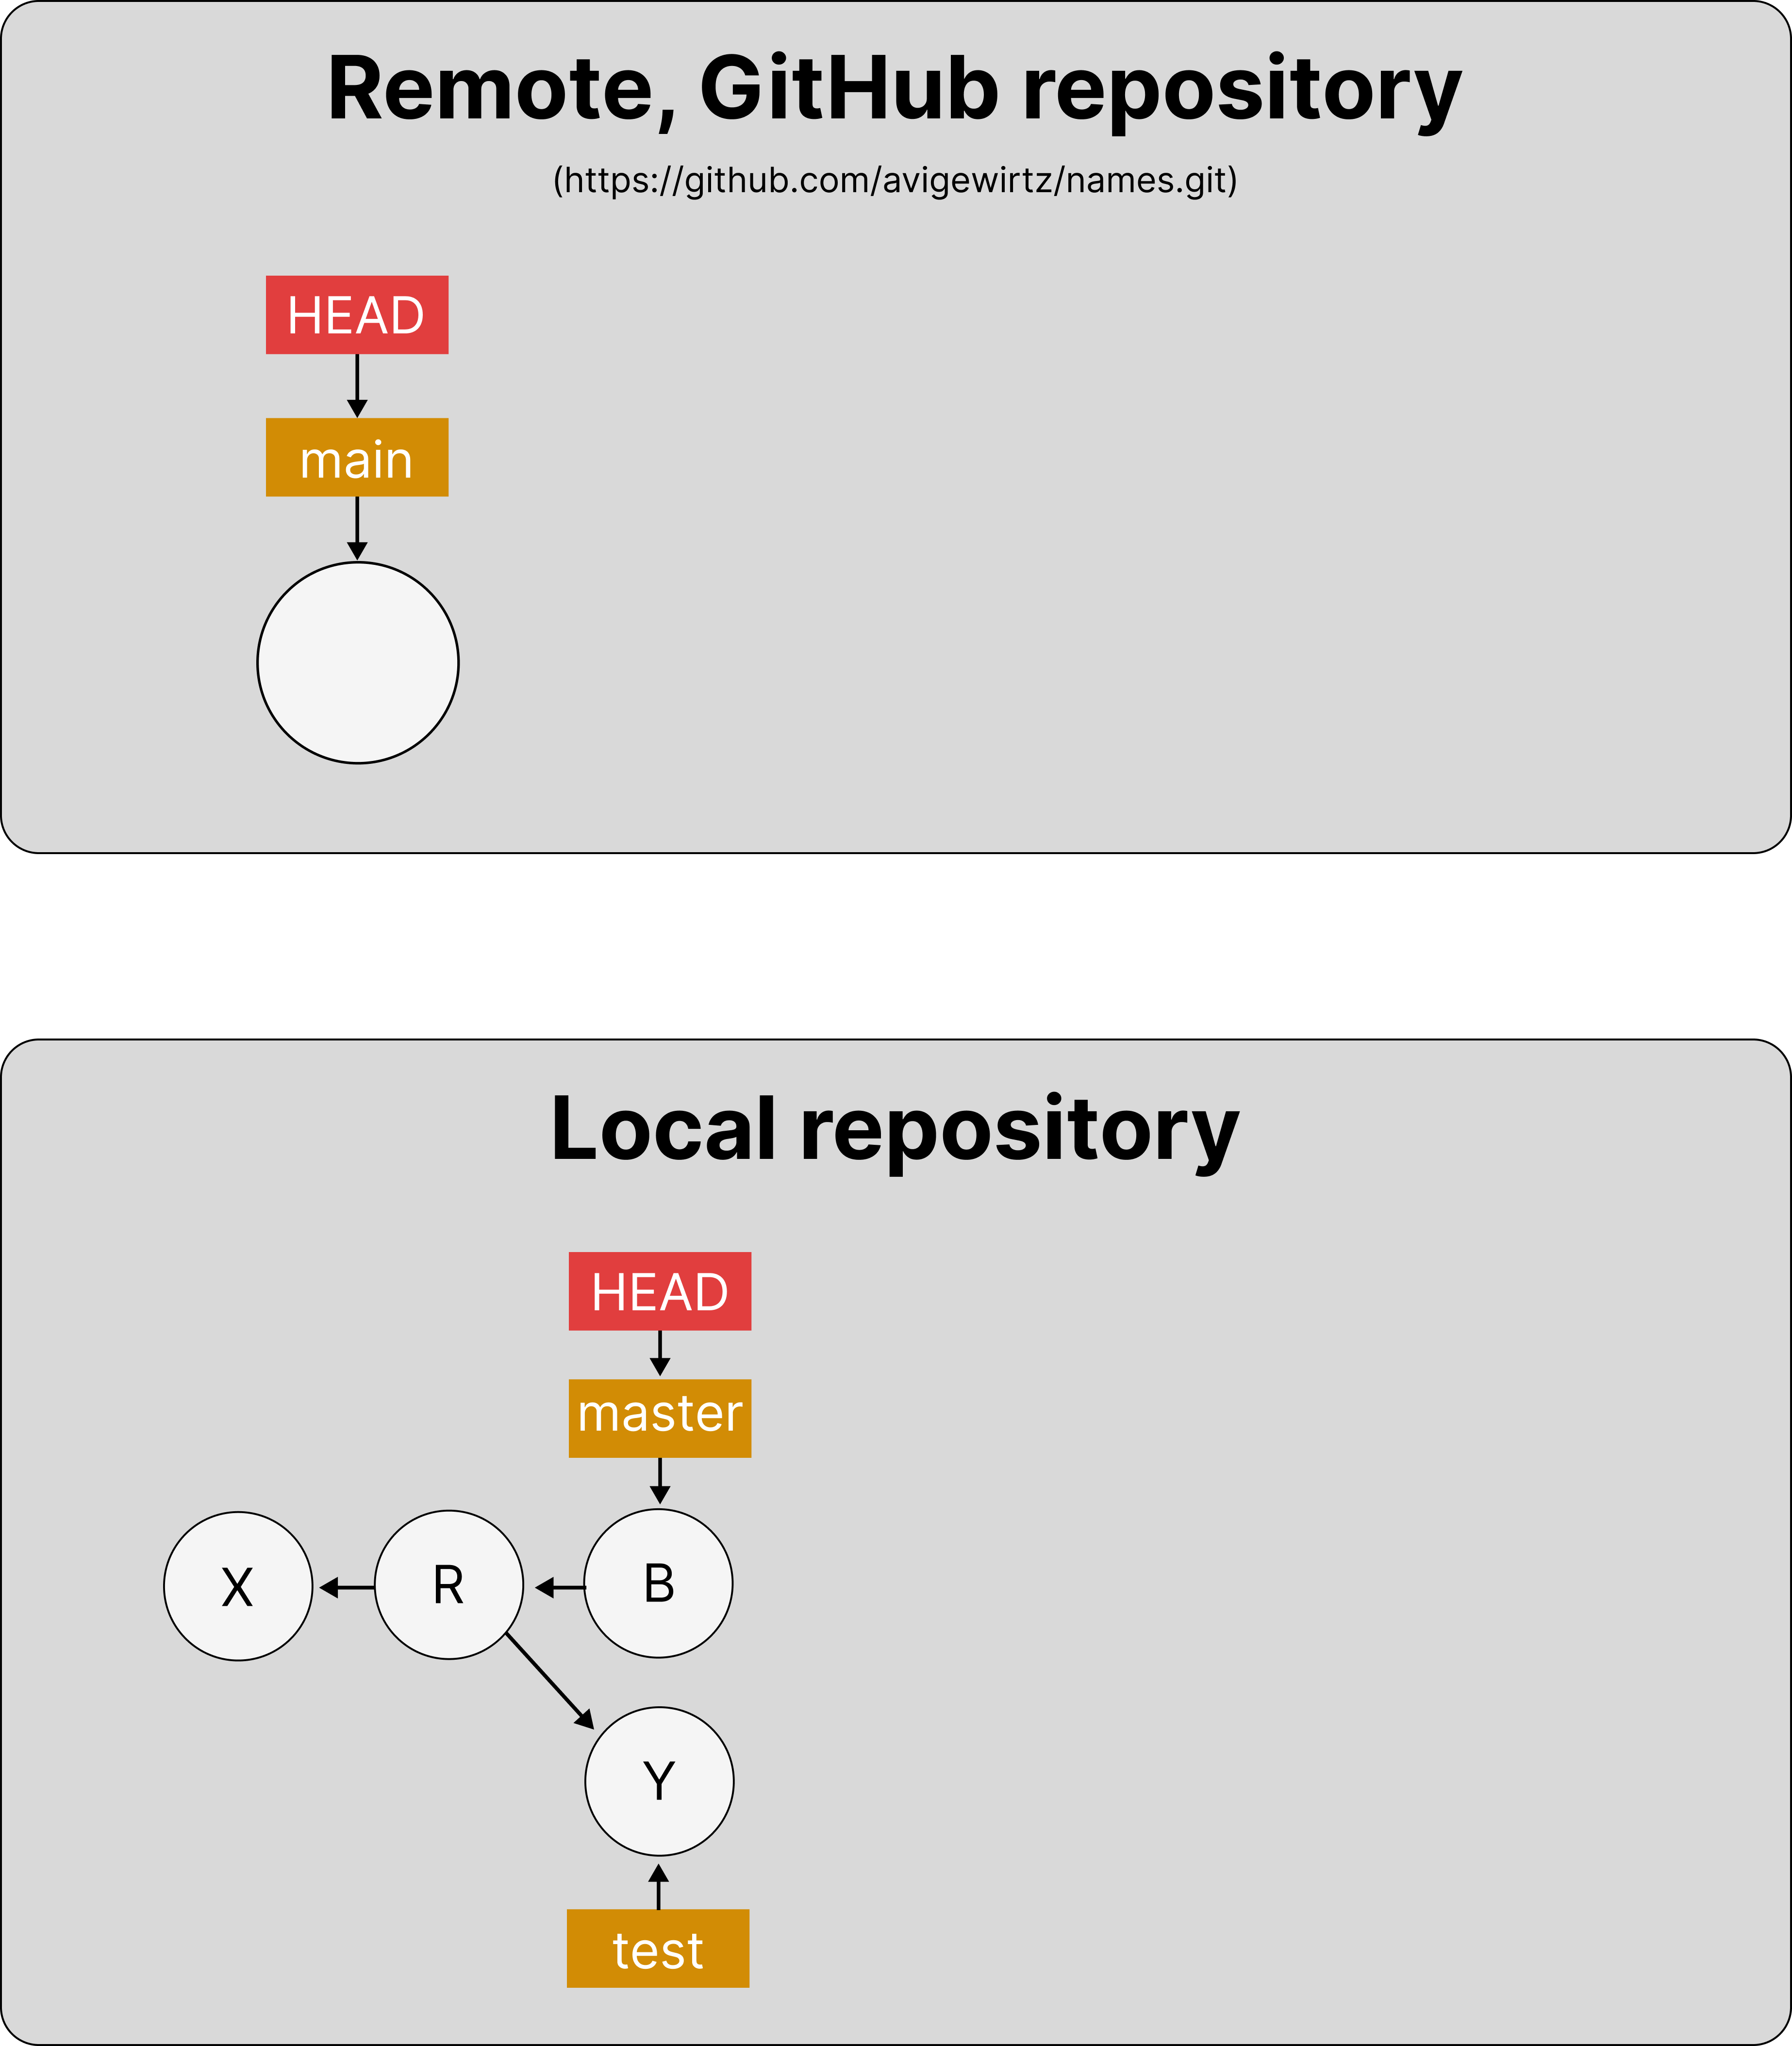 Remote, GitHub repository
(https://github.com/avigewirtz/names.git)
HEAD
main
Local repository
HEAD
master
X
R
B
Y
test